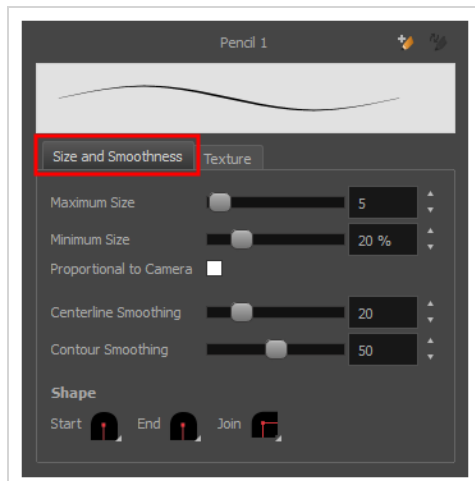 Pencil 1
Size and Smoothness Texture
Maximum Size 5
Minimum Size 20 %
Proportional to Camera
Centerline Smoothing 20
Contour Smoothing 50
Shape
Start End Join